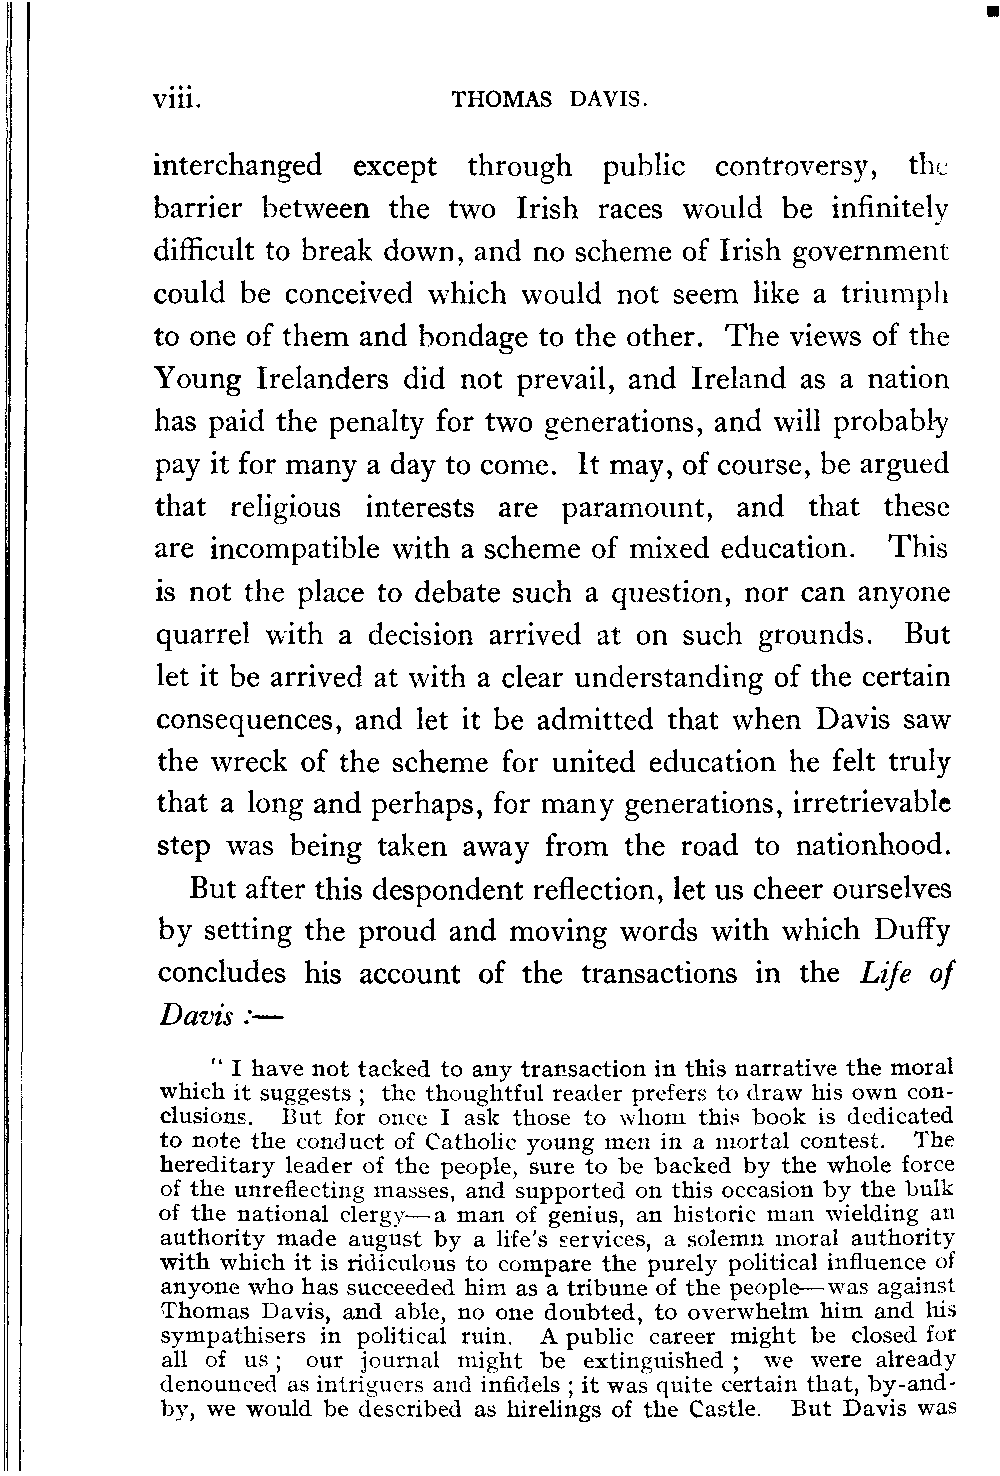 viii. THOMAS DAVIS.
interchanged except through public controversy, the
barrier between the two Irish races would be infinitely
difficult to break down, and no scheme of Irish government
could be conceived which would not seem like a triumph
to one of them and bondage to the other. The views of the
Young Irelanders did not prevail, and Ireland as a nation
has paid the penalty for two generations, and will probably
pay it for many a day to come. It may, of course, be argued
that religious interests are paramount, and that these
are incompatible with a scheme of mixed education. This
is not the place to debate such a question, nor can anyone
quarrel with a decision arrived at on such grounds. But
let it be arrived at with a clear understanding of the certain
consequences, and let it be admitted that when Davis saw
the wreck of the scheme for united education he felt truly
that a long and perhaps, for many generations, irretrievable
step was being taken away from the road to nationhood.
But after this despondent reflection, let us cheer ourselves
by setting the proud and moving words with which Duffy
concludes his account of the transactions in the Life of
Davis :—
" I have not tacked to any transaction in this narrative the moral
which it suggests ; the thoughtful reader prefers to draw his own con-
clusions. But for once I ask those to whom this book is dedicated
to note the conduct of Catholic young men in a mortal contest. The
hereditary leader of the people, sure to be backed by the whole force
of the unreflecting masses, and supported on this occasion by the bulk
of the national clergy—a man of genius, an historic man wielding an
authority made august by a life's services, a solemn moral authority
with which it is ridiculous to compare the purely political influence of
anyone who has succeeded him as a tribune of the people—was against
Thomas Davis, and able, no one doubted, to overwhelm him and his
sympathisers in political ruin. A public career might be closed for
all of us ; our journal might be extinguished ; we were already
denounced as intriguers and infidels ; it was quite certain that, by-and-
by, we would be described as hirelings of the Castle. But Davis was